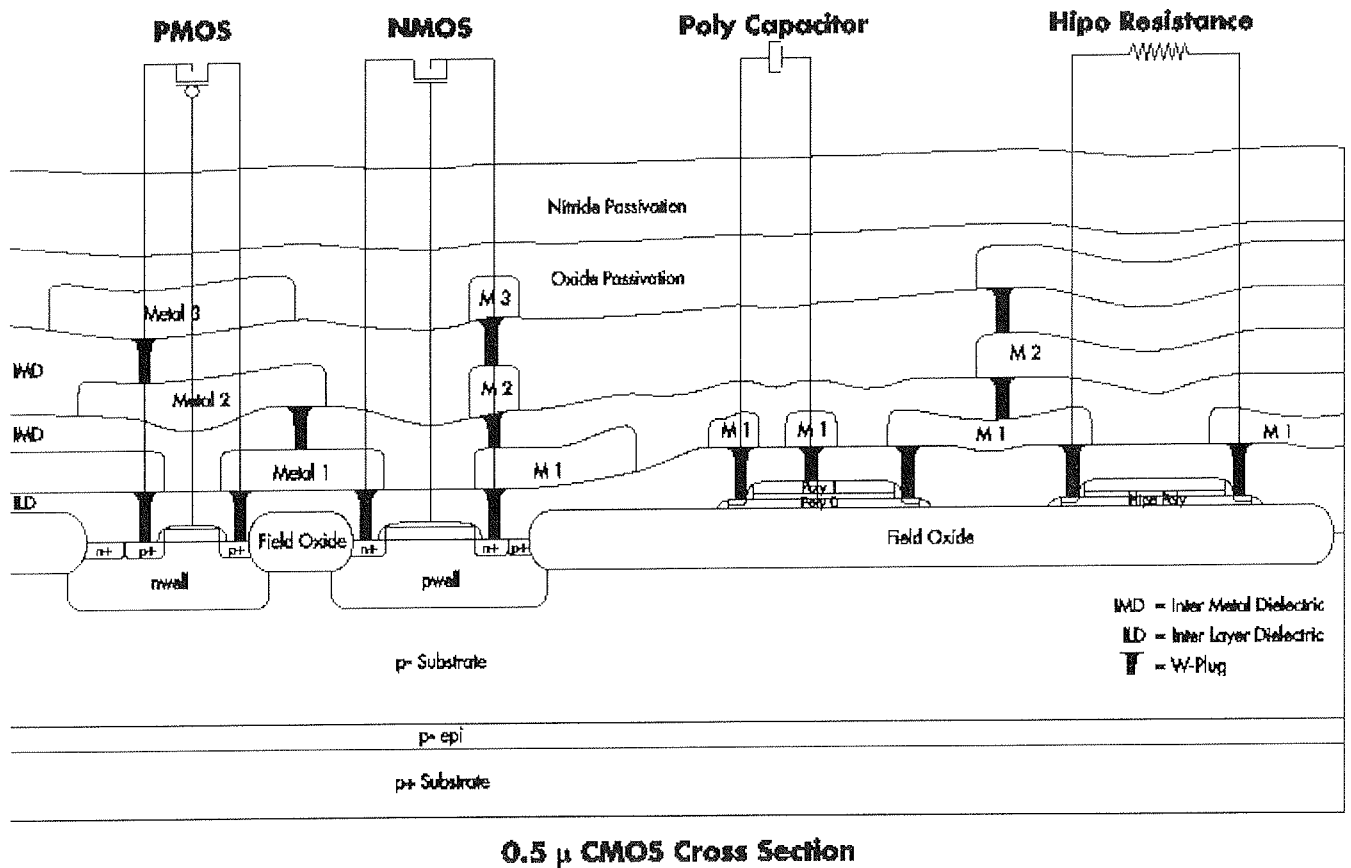 PMOS NMOS Poly Capacitor Hipo Resistance
Nitride Passivation
Oxide Passivation
Metal 3 M 3
IMD M 2
Metal 2 M 2
IMD M 1 M 1 M 1 M 1
Metal 1 M 1
ILD Poly 1
Poly 0 Hipo Poly
Field Oxide Field Oxide
n+ p+ p+ n+ n+ p+
nwell pwell
IMD = Inter Metal Dielectric
ILD = Inter Layer Dielectric
= W-Plug
p- Substrate
p- epi
p+ Substrate
0.5 µ CMOS Cross Section